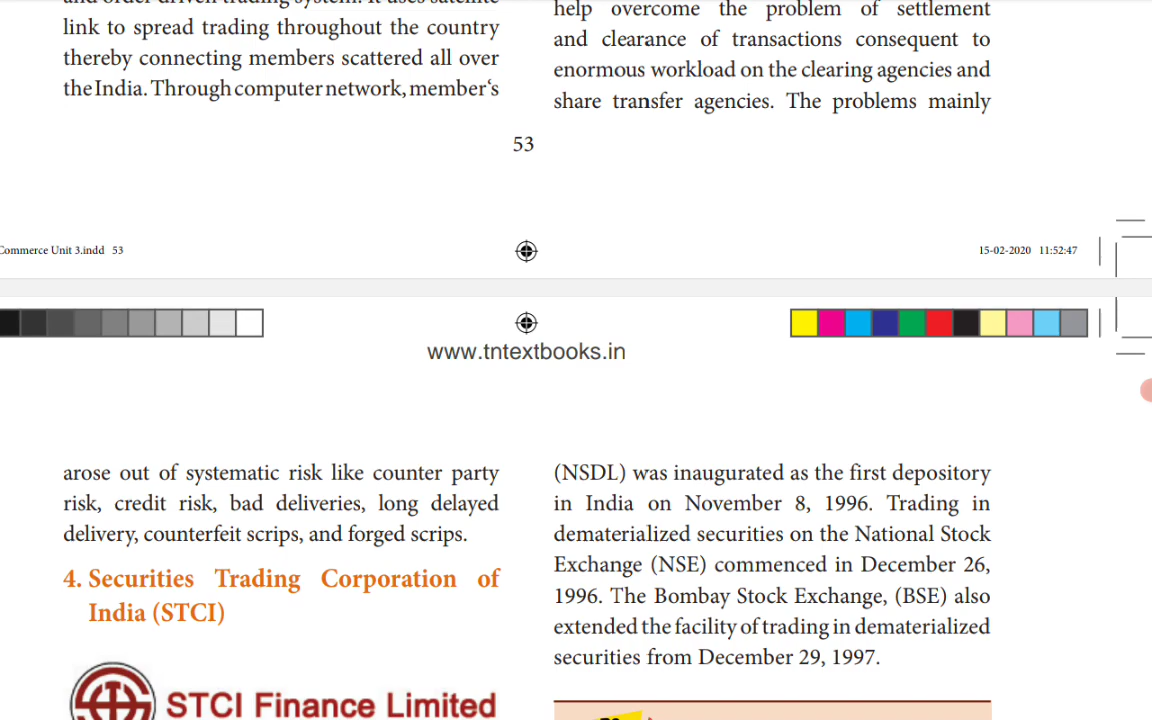 link to spread trading throughout the country
thereby connecting members scattered all over
the India. Through computer network, member‘s
help overcome the problem of settlement
and clearance of transactions consequent to
enormous workload on the clearing agencies and
share transfer agencies. The problems mainly
53
Commerce Unit 3.indd 53
15-02-2020 11:52:47
www.tntextbooks.in
arose out of systematic risk like counter party
risk, credit risk, bad deliveries, long delayed
delivery, counterfeit scrips, and forged scrips.
4. Securities Trading Corporation of
India (STCI)
STCI Finance Limited
(NSDL) was inaugurated as the first depository
in India on November 8, 1996. Trading in
dematerialized securities on the National Stock
Exchange (NSE) commenced in December 26,
1996. The Bombay Stock Exchange, (BSE) also
extended the facility of trading in dematerialized
securities from December 29, 1997.